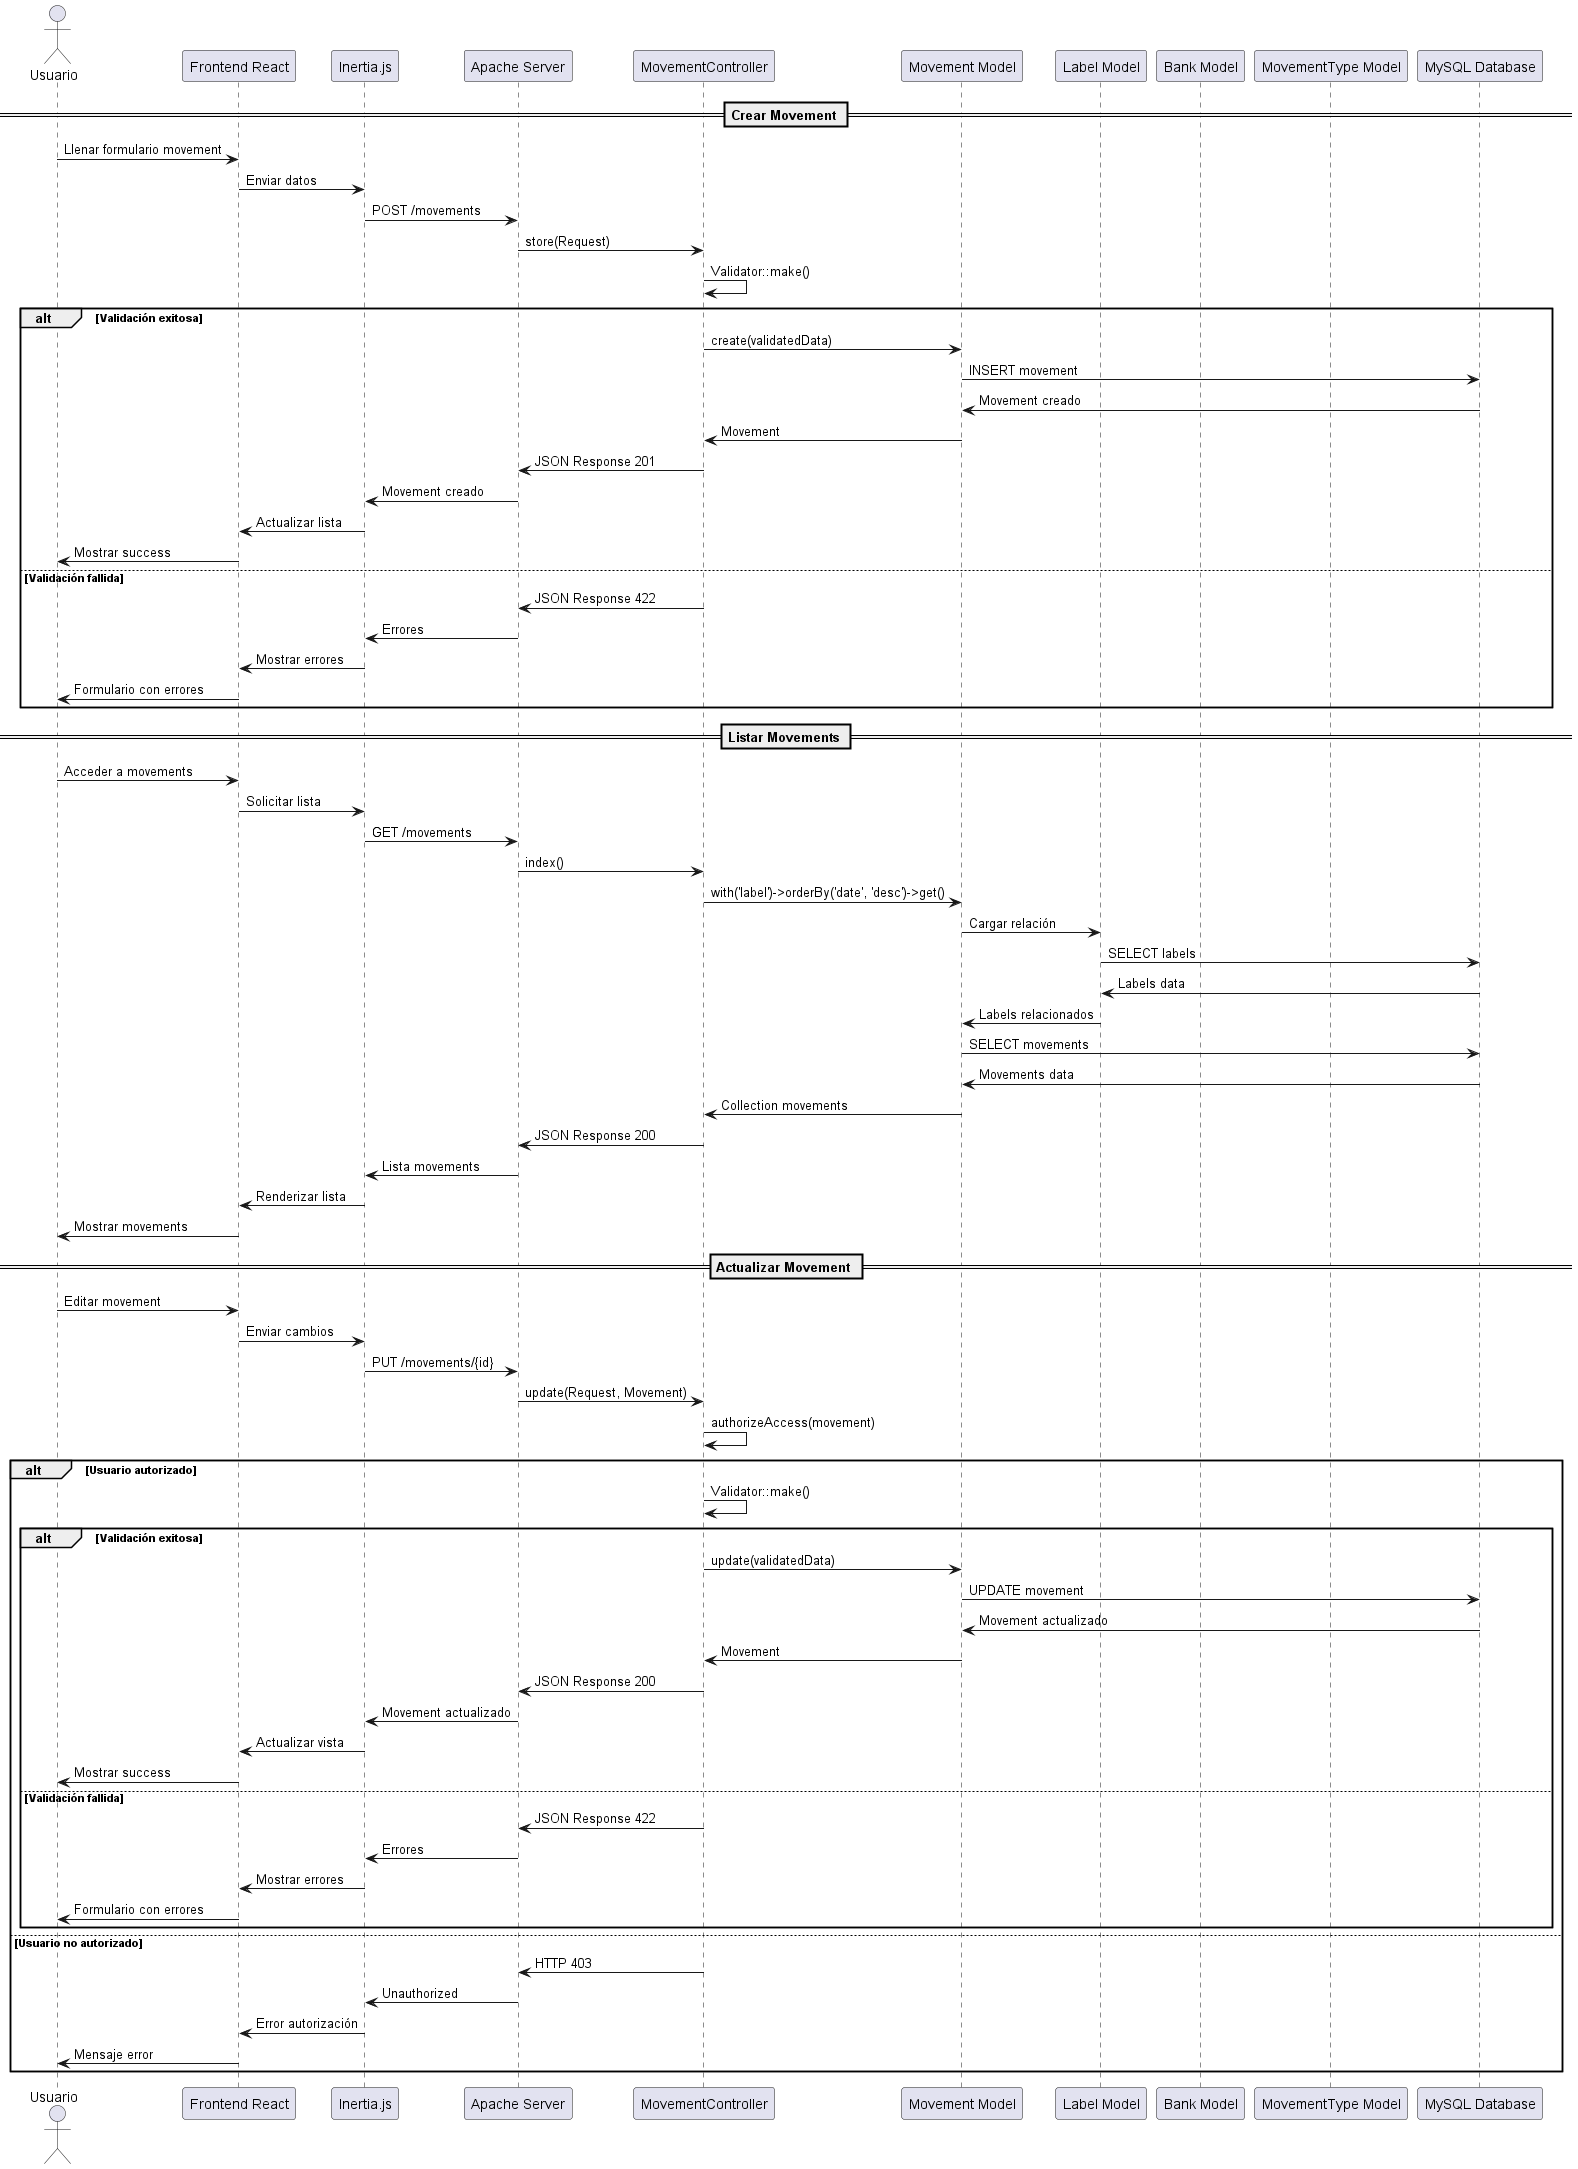 Usuario
Frontend React
Inertia.js
Apache Server
MovementController
Movement Model
Label Model
Bank Model
MovementType Model
MySQL Database
Crear Movement
Llenar formulario movement
Enviar datos
POST /movements
store(Request)
Validator::make()
alt
[Validación exitosa]
create(validatedData)
INSERT movement
Movement creado
Movement
JSON Response 201
Movement creado
Actualizar lista
Mostrar success
[Validación fallida]
JSON Response 422
Errores
Mostrar errores
Formulario con errores
Listar Movements
Acceder a movements
Solicitar lista
GET /movements
index()
with('label')->orderBy('date', 'desc')->get()
Cargar relación
SELECT labels
Labels data
Labels relacionados
SELECT movements
Movements data
Collection movements
JSON Response 200
Lista movements
Renderizar lista
Mostrar movements
Actualizar Movement
Editar movement
Enviar cambios
PUT /movements/{id}
update(Request, Movement)
authorizeAccess(movement)
alt
[Usuario autorizado]
Validator::make()
alt
[Validación exitosa]
update(validatedData)
UPDATE movement
Movement actualizado
Movement
JSON Response 200
Movement actualizado
Actualizar vista
Mostrar success
[Validación fallida]
JSON Response 422
Errores
Mostrar errores
Formulario con errores
[Usuario no autorizado]
HTTP 403
Unauthorized
Error autorización
Mensaje error
Usuario
Frontend React
Inertia.js
Apache Server
MovementController
Movement Model
Label Model
Bank Model
MovementType Model
MySQL Database